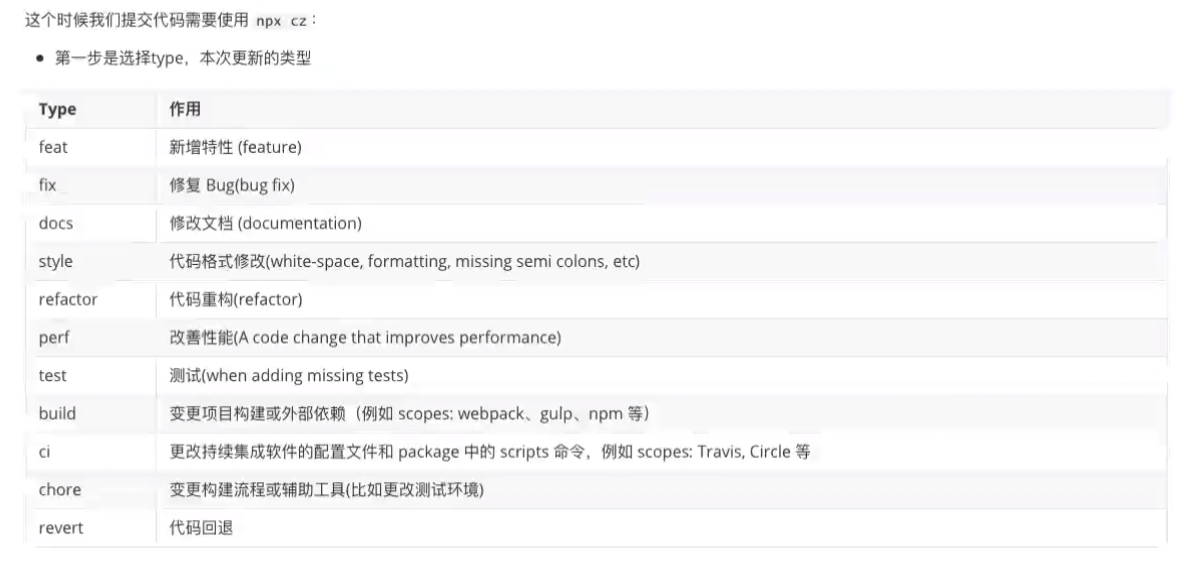 这个时候我们提交代码需要使用 npx cz：
• 第一步是选择type，本次更新的类型
Type 作用
feat 新增特性 (feature)
fix 修复 Bug(bug fix)
docs 修改文档 (documentation)
style 代码格式修改(white-space, formatting, missing semi colons, etc)
refactor 代码重构(refactor)
perf 改善性能(A code change that improves performance)
test 测试(when adding missing tests)
build 变更项目构建或外部依赖（例如 scopes: webpack、gulp、npm 等）
ci 更改持续集成软件的配置文件和 package 中的 scripts 命令，例如 scopes: Travis, Circle 等
chore 变更构建流程或辅助工具(比如更改测试环境)
revert 代码回退